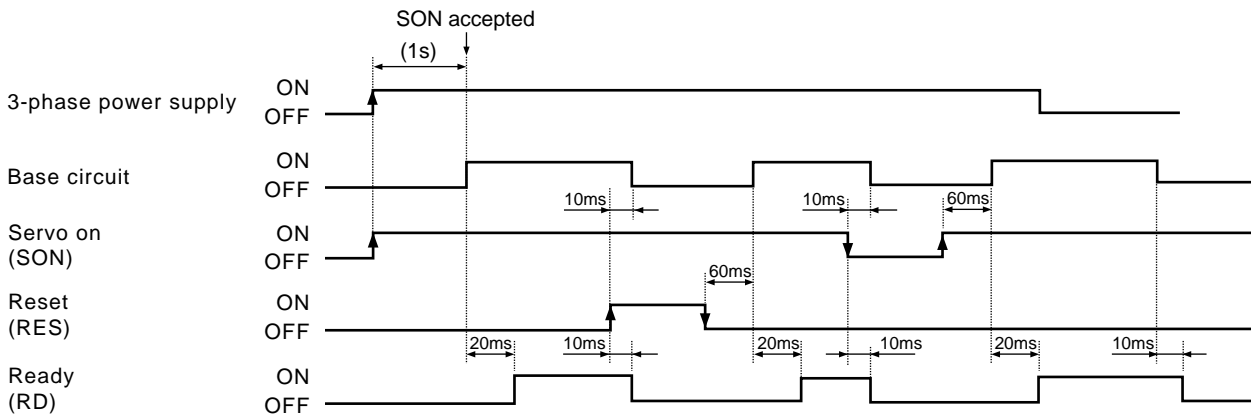 SON accepted
(1s)
3-phase power supply
ON
OFF
Base circuit
ON
OFF
10ms
10ms
60ms
Servo on
(SON)
ON
OFF
60ms
Reset
(RES)
ON
OFF
20ms
10ms
20ms
10ms
20ms
10ms
Ready
(RD)
ON
OFF